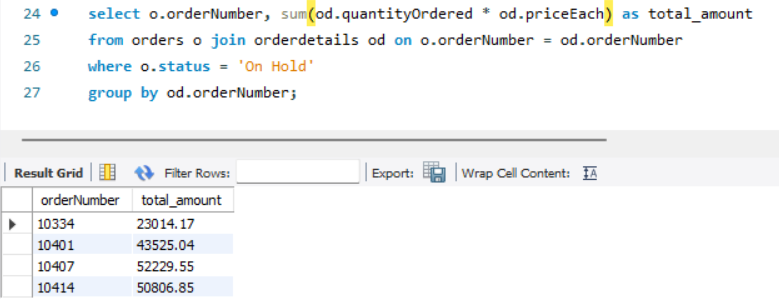 24 select o.orderNumber, sum(od.quantityOrdered * od.priceEach) as total_amount
25 from orders o join orderdetails od on o.orderNumber = od.orderNumber
26 where o.status = 'On Hold'
27 group by od.orderNumber;
Result Grid Filter Rows: Export: Wrap Cell Content: IA
orderNumber total_amount
10334 23014.17
10401 43525.04
10407 52229.55
10414 50806.85